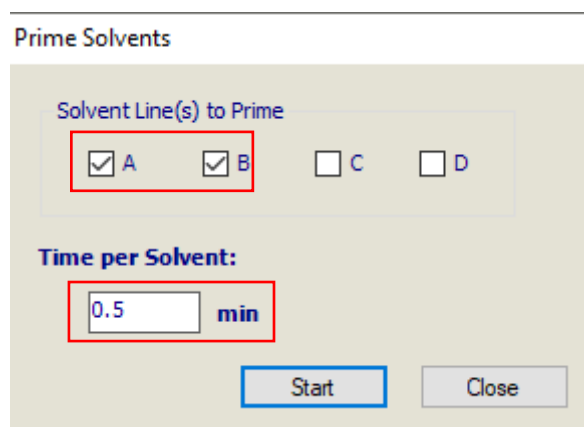 Prime Solvents
Solvent Line(s) to Prime
A B C D
Time per Solvent:
0.5 min
Start Close